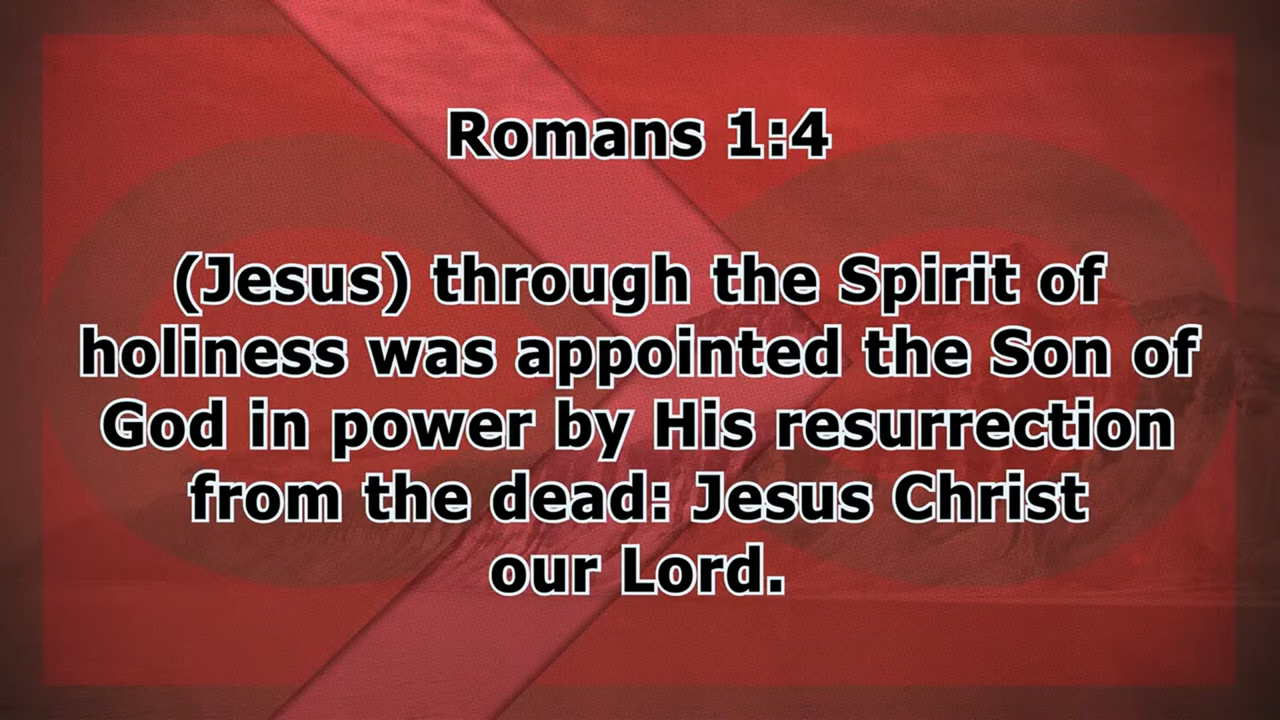 Romans 1:4
(Jesus) through the Spirit of
holiness was appointed the Son of
God in power by His resurrection
from the dead: Jesus Christ
our Lord.